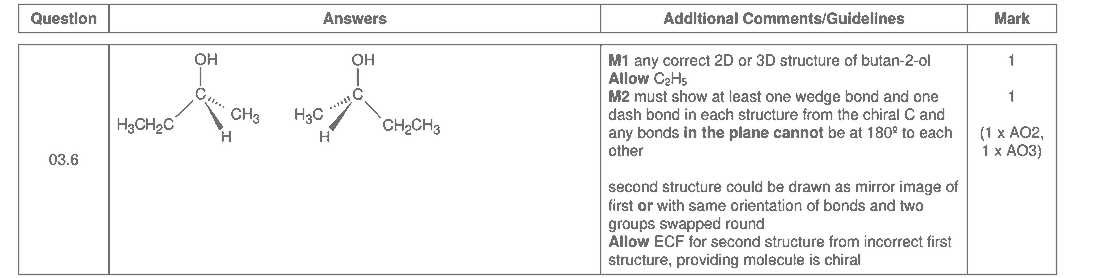 Question Answers Additional Comments/Guidelines Mark
OH
C
CH₃
H₃CH₂C
H
OH
C
H₃C
H
CH₂CH₃
03.6
M1 any correct 2D or 3D structure of butan-2-ol
Allow C₂H₅
M2 must show at least one wedge bond and one
dash bond in each structure from the chiral C and
any bonds in the plane cannot be at 180º to each
other
second structure could be drawn as mirror image of
first or with same orientation of bonds and two
groups swapped round
Allow ECF for second structure from incorrect first
structure, providing molecule is chiral
1
1
(1 x AO2,
1 x AO3)